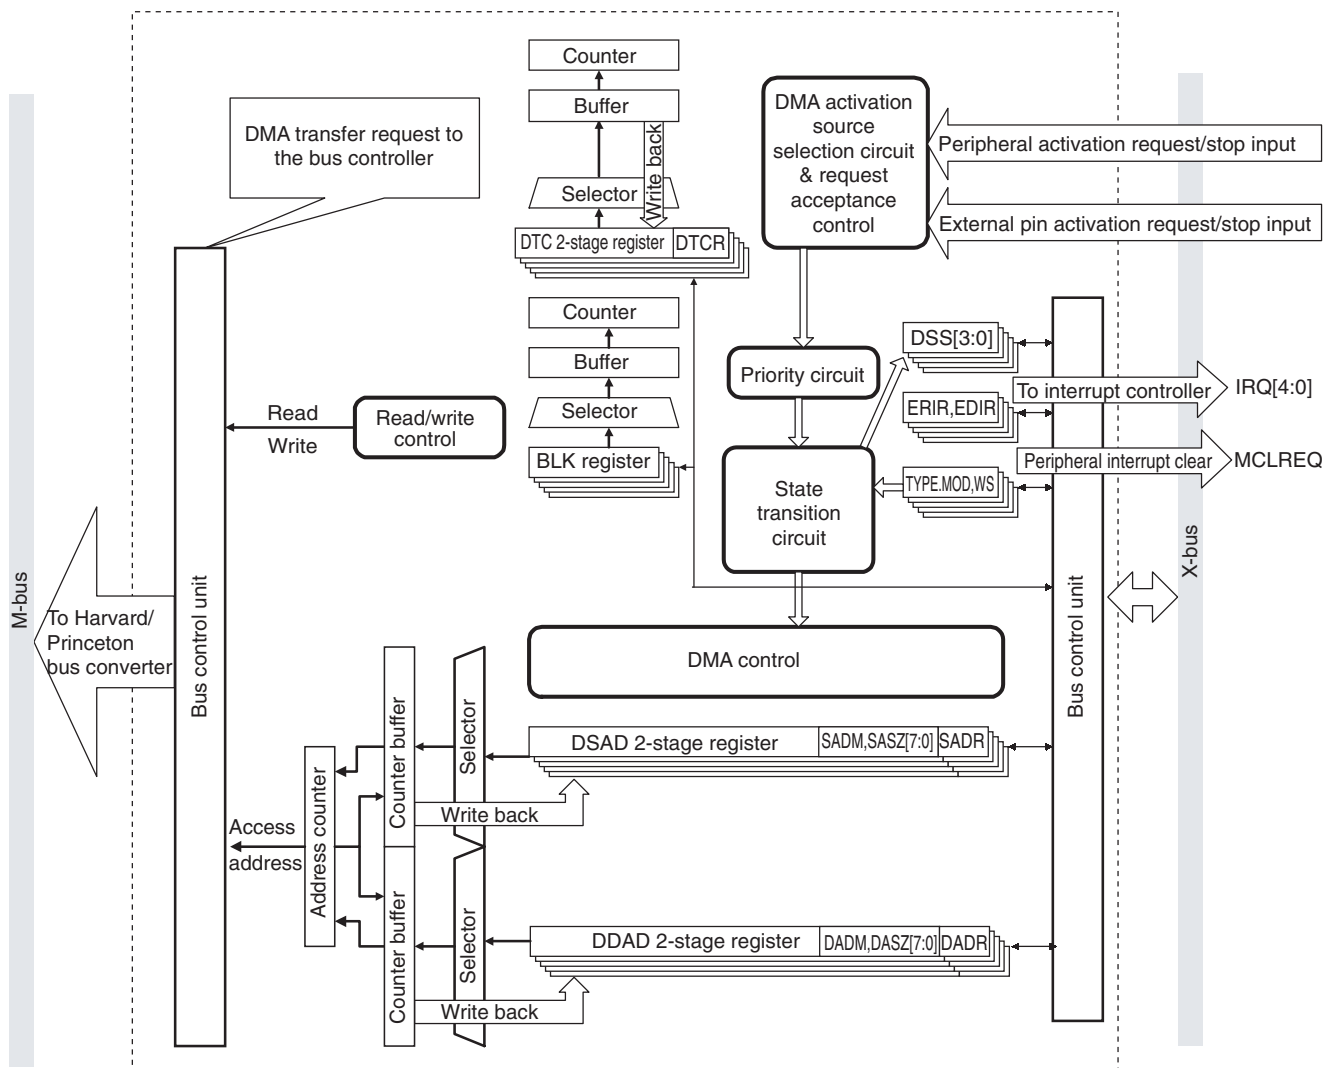 Counter
Buffer
Write back
Selector
DTC 2-stage register
DTCR
DMA transfer request to
the bus controller
DMA activation
source
selection circuit
& request
acceptance
control
Peripheral activation request/stop input
External pin activation request/stop input
Counter
Buffer
Selector
BLK register
Priority circuit
DSS[3:0]
To interrupt controller
IRQ[4:0]
ERIR,EDIR
Peripheral interrupt clear
MCLREQ
TYPE.MOD,WS
State
transition
circuit
Read
Write
Read/write
control
M-bus
To Harvard/
Princeton
bus converter
Bus control unit
Bus control unit
X-bus
DMA control
Counter buffer
Selector
DSAD 2-stage register
SADM,SASZ[7:0]
SADR
Write back
Access
address
Address counter
Counter buffer
Selector
DDAD 2-stage register
DADM,DASZ[7:0]
DADR
Write back